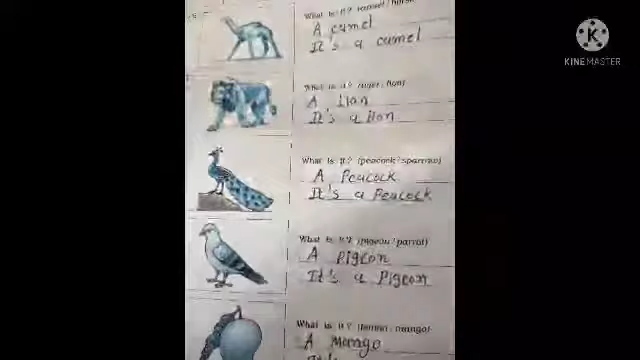 What is it? (camel / horse)
A camel
It's a camel
What is it? (tiger / lion)
A Lion
It's a lion
What is it? (peacock / sparrow)
A Peacock
It's a Peacock
What is it? (pigeon / parrot)
A Pigeon
It's a Pigeon
What is it? (lemon / mango)
A Mango
It's
KINEMASTER